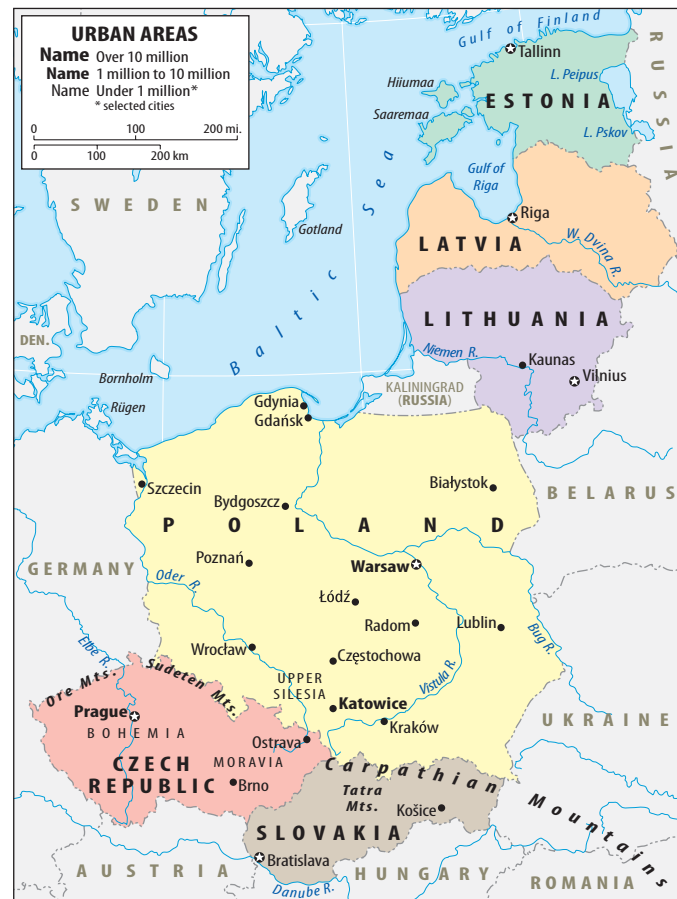 URBAN AREAS
Name Over 10 million
Name 1 million to 10 million
Name Under 1 million*
* selected cities
0 100 200 mi.
0 100 200 km
Gulf of Finland
Tallinn
RUSSIA
L. Peipus
Hiiumaa
ESTONIA
Saaremaa
L. Pskov
Gulf of
Riga
SWEDEN
Gotland
Riga
W. Dvina R.
LATVIA
Baltic Sea
LITHUANIA
DEN.
Niemen R.
Kaunas
Vilnius
Bornholm
Rügen
KALININGRAD
(RUSSIA)
Gdynia
Gdańsk
Szczecin
Białystok
BELARUS
Bydgoszcz
POLAND
Poznań
Warsaw
GERMANY
Oder R.
Łódź
Radom
Lublin
Bug R.
Elbe R.
Wrocław
Częstochowa
Vistula R.
Ore Mts.
Sudeten Mts.
UPPER
SILESIA
Katowice
Prague
Kraków
UKRAINE
BOHEMIA
Ostrava
MORAVIA
CZECH
REPUBLIC
Brno
Carpathian
Mountains
Tatra
Mts.
Košice
SLOVAKIA
Bratislava
AUSTRIA
Danube R.
HUNGARY
ROMANIA